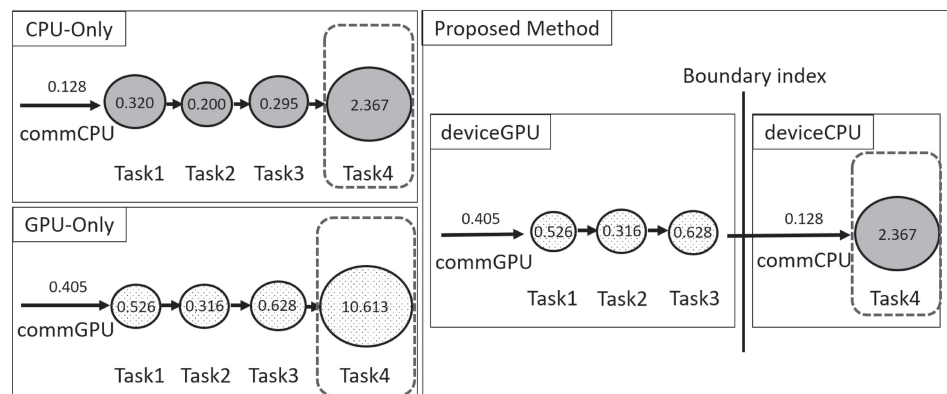 CPU-Only
0.128
commCPU
0.320
0.200
0.295
2.367
Task1
Task2
Task3
Task4
GPU-Only
0.405
commGPU
0.526
0.316
0.628
10.613
Task1
Task2
Task3
Task4
Proposed Method
Boundary index
deviceGPU
0.405
commGPU
0.526
0.316
0.628
Task1
Task2
Task3
deviceCPU
0.128
commCPU
2.367
Task4